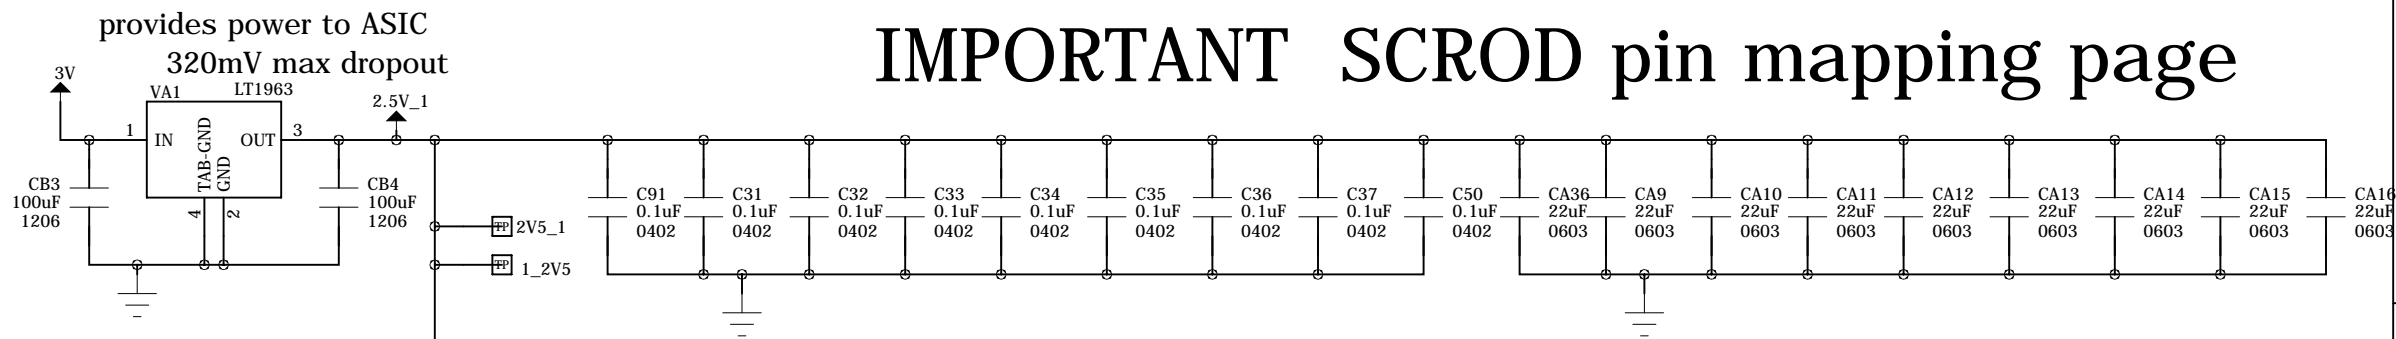 provides power to ASIC
320mV max dropout
IMPORTANT SCROD pin mapping page
3V
VA1
LT1963
2.5V_1
1
IN
OUT
3
TAB-GND
GND
4
2
CB3
100uF
1206
CB4
100uF
1206
TP
2V5_1
TP
1_2V5
C91
0.1uF
0402
C31
0.1uF
0402
C32
0.1uF
0402
C33
0.1uF
0402
C34
0.1uF
0402
C35
0.1uF
0402
C36
0.1uF
0402
C37
0.1uF
0402
C50
0.1uF
0402
CA36
22uF
0603
CA9
22uF
0603
CA10
22uF
0603
CA11
22uF
0603
CA12
22uF
0603
CA13
22uF
0603
CA14
22uF
0603
CA15
22uF
0603
CA16
22uF
0603